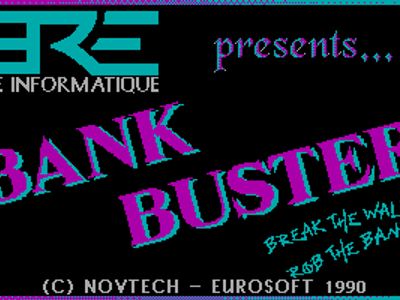 ERE
E INFORMATIQUE
presents...
BANK
BUSTER
BREAK THE WAL
ROB THE BAN
(C) NOVTECH - EUROSOFT 1990